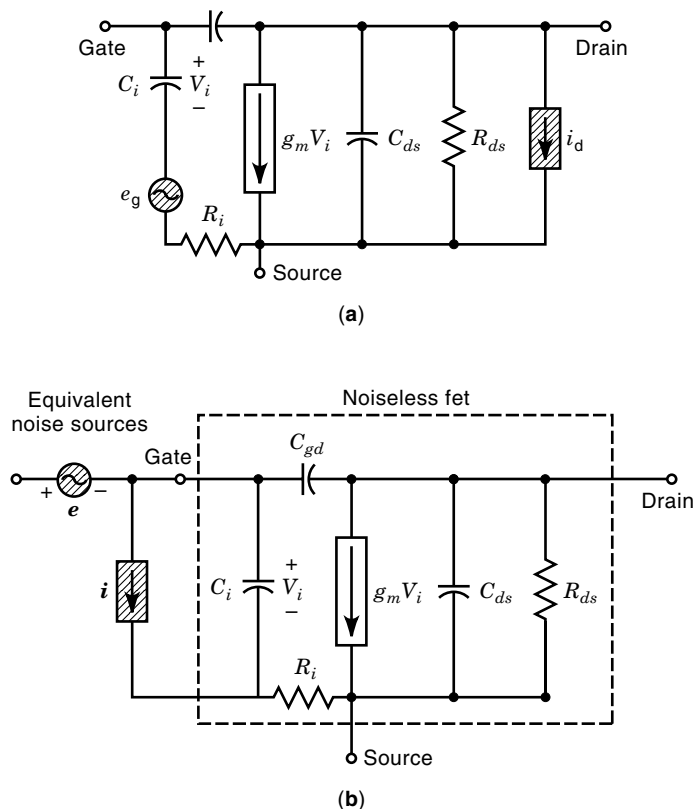 Gate
Drain
+
C_i
V_i
−
g_mV_i
C_ds
R_ds
i_d
e_g
R_i
Source
(a)
Equivalent
noise sources
Noiseless fet
Gate
C_gd
+
−
e
Drain
i
C_i
+
V_i
−
g_mV_i
C_ds
R_ds
R_i
Source
(b)